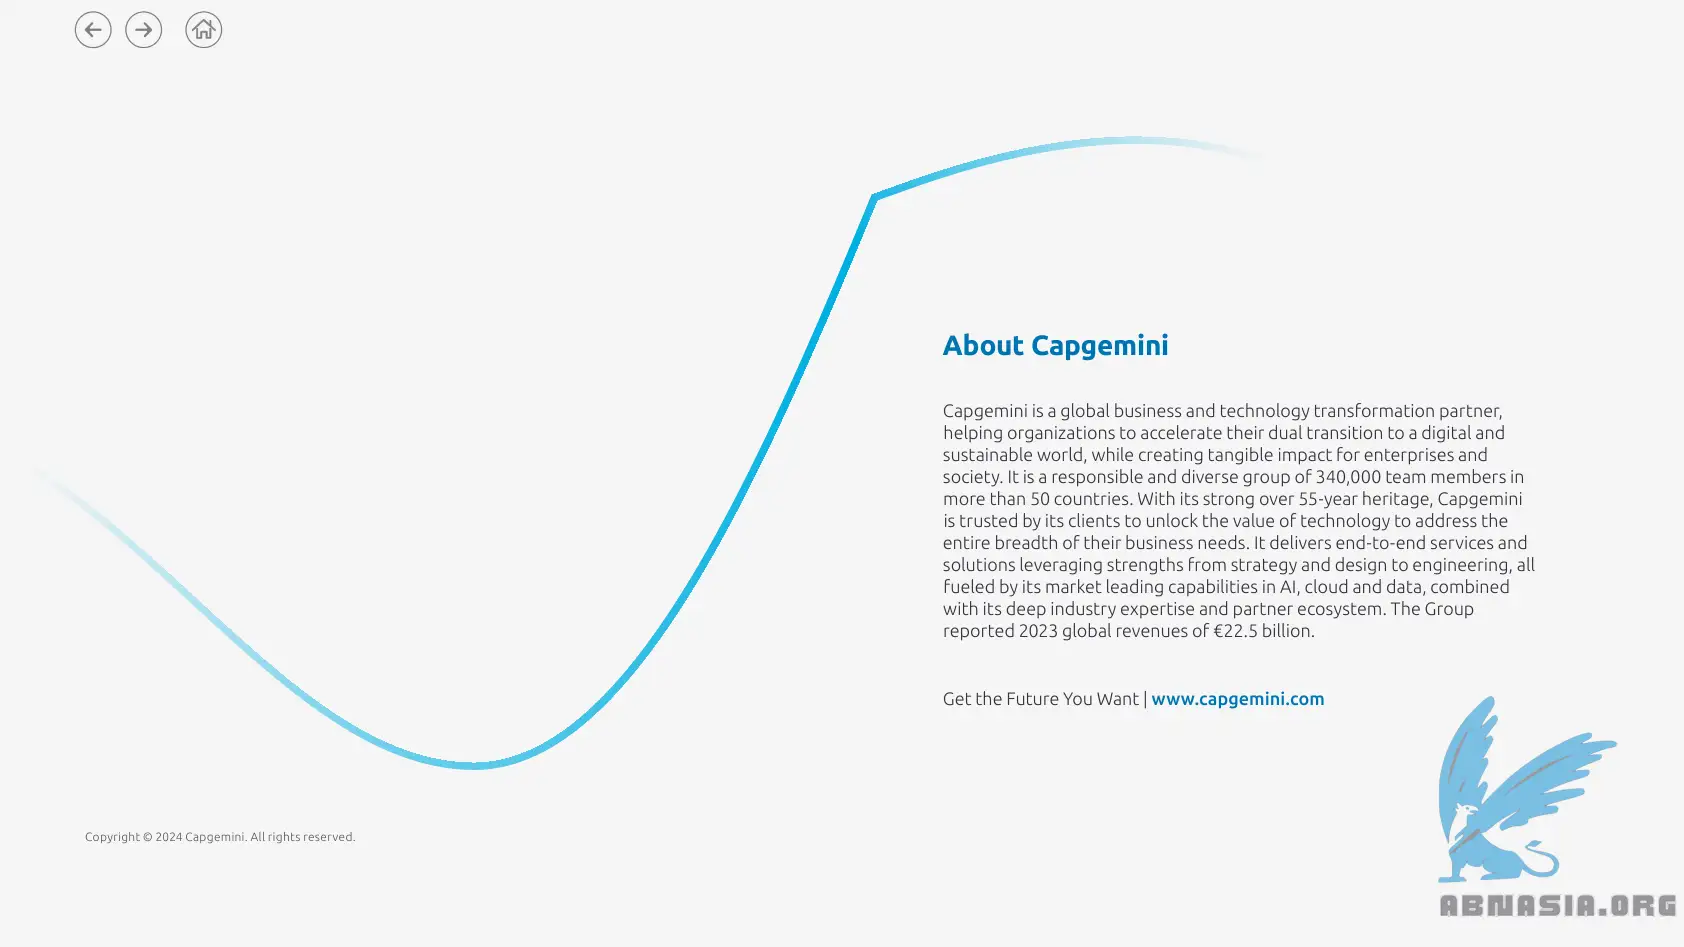 About Capgemini
Capgemini is a global business and technology transformation partner,
helping organizations to accelerate their dual transition to a digital and
sustainable world, while creating tangible impact for enterprises and
society. It is a responsible and diverse group of 340,000 team members in
more than 50 countries. With its strong over 55-year heritage, Capgemini
is trusted by its clients to unlock the value of technology to address the
entire breadth of their business needs. It delivers end-to-end services and
solutions leveraging strengths from strategy and design to engineering, all
fueled by its market leading capabilities in AI, cloud and data, combined
with its deep industry expertise and partner ecosystem. The Group
reported 2023 global revenues of €22.5 billion.
Get the Future You Want | www.capgemini.com
Copyright © 2024 Capgemini. All rights reserved.
ABNASIA.ORG